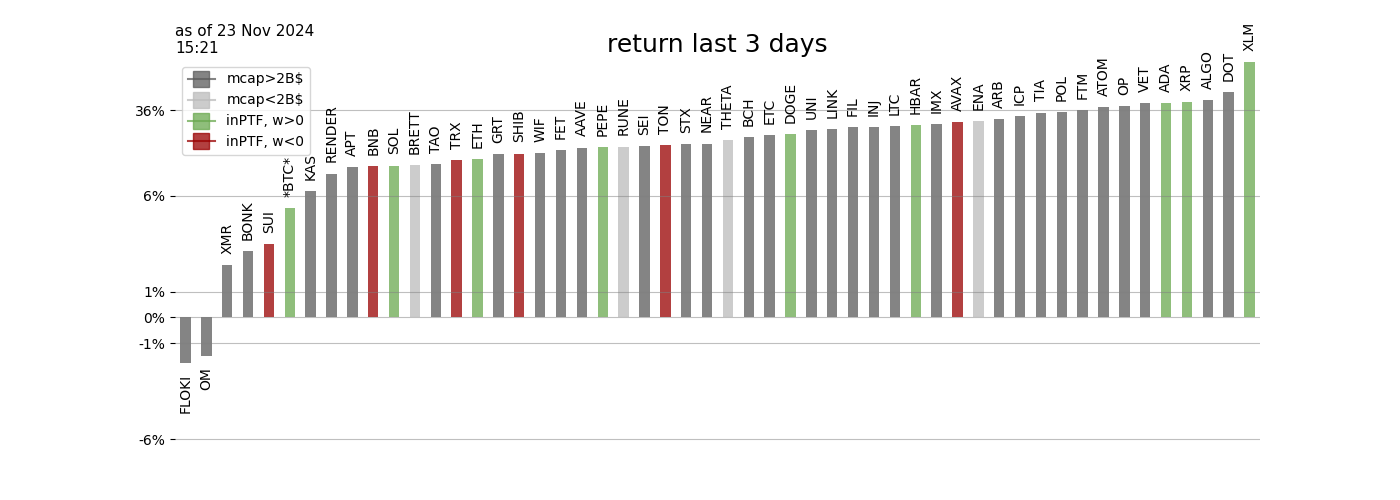 as of 23 Nov 2024
15:21
return last 3 days
mcap>2B$
mcap<2B$
inPTF, w>0
inPTF, w<0
36%
6%
1%
0%
-1%
-6%
FLOKI
OM
XMR
BONK
SUI
*BTC*
KAS
RENDER
APT
BNB
SOL
BRETT
TAO
TRX
ETH
GRT
SHIB
WIF
FET
AAVE
PEPE
RUNE
SEI
TON
STX
NEAR
THETA
BCH
ETC
DOGE
UNI
LINK
FIL
INJ
LTC
HBAR
IMX
AVAX
ENA
ARB
ICP
TIA
POL
FTM
ATOM
OP
VET
ADA
XRP
ALGO
DOT
XLM